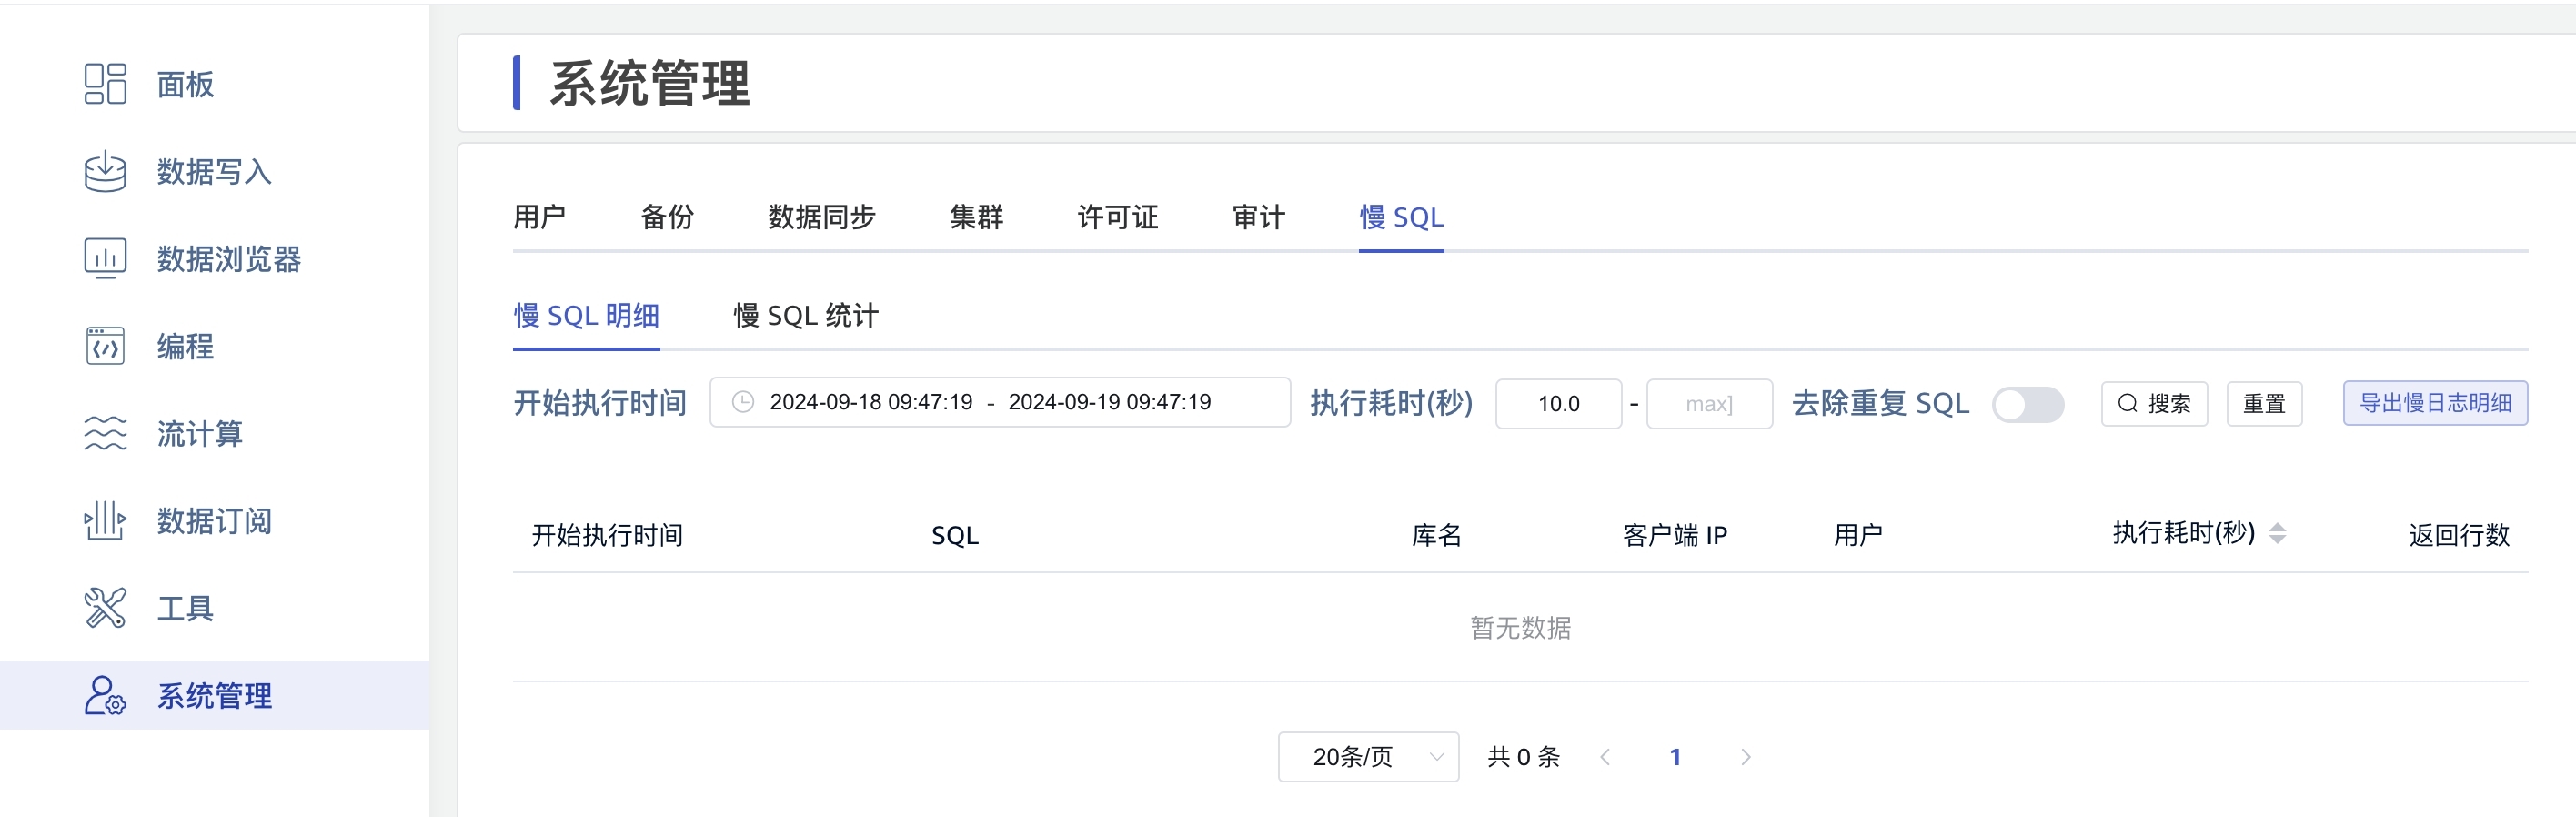 面板
数据写入
数据浏览器
编程
流计算
数据订阅
工具
系统管理
系统管理
用户 备份 数据同步 集群 许可证 审计 慢 SQL
慢 SQL 明细 慢 SQL 统计
开始执行时间 2024-09-18 09:47:19 - 2024-09-19 09:47:19 执行耗时(秒) 10.0 - max] 去除重复 SQL 搜索 重置 导出慢日志明细
开始执行时间 SQL 库名 客户端 IP 用户 执行耗时(秒) 返回行数
暂无数据
20条/页 共 0 条 1